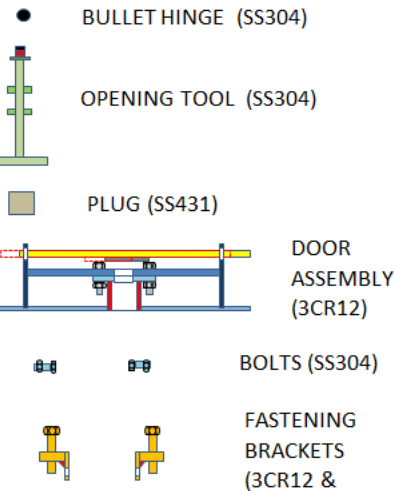 BULLET HINGE (SS304)
OPENING TOOL (SS304)
PLUG (SS431)
DOOR
ASSEMBLY
(3CR12)
BOLTS (SS304)
FASTENING
BRACKETS
(3CR12 &